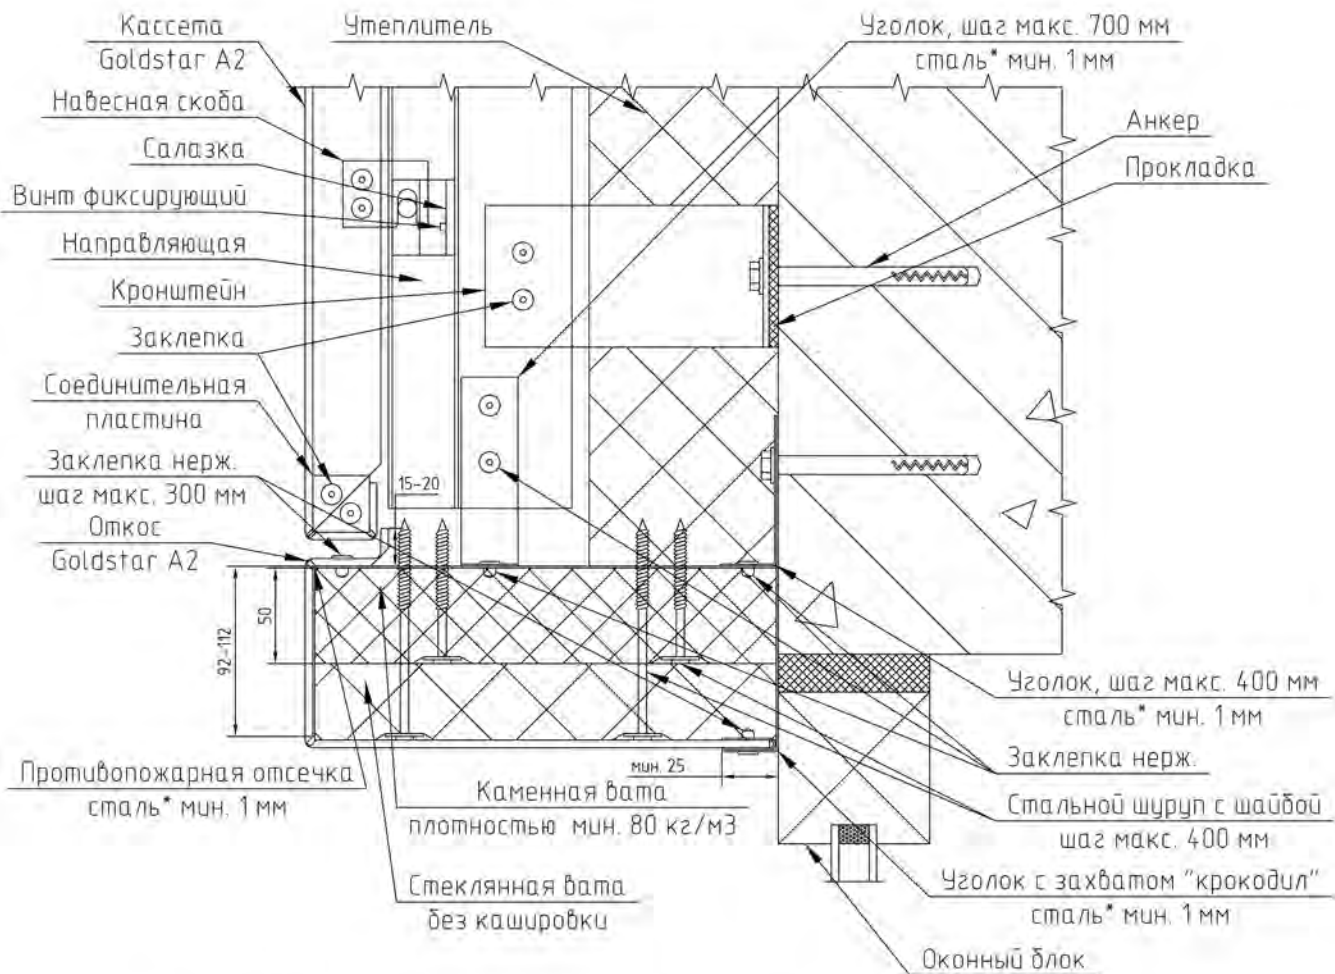 Кассета
Goldstar A2
Утеплитель
Уголок, шаг макс. 700 мм
сталь* мин. 1 мм
Навесная скоба
Салазка
Винт фиксирующий
Направляющая
Кронштейн
Заклепка
Соединительная
пластина
Заклепка нерж.
шаг макс. 300 мм
Откос
Goldstar A2
Анкер
Прокладка
15-20
50
92-112
мин. 25
Противопожарная отсечка
сталь* мин. 1 мм
Каменная вата
плотностью мин. 80 кг/м3
Стеклянная вата
без кашировки
Уголок, шаг макс. 400 мм
сталь* мин. 1 мм
Заклепка нерж.
Стальной шуруп с шайбой
шаг макс. 400 мм
Уголок с захватом "крокодил"
сталь* мин. 1 мм
Оконный блок